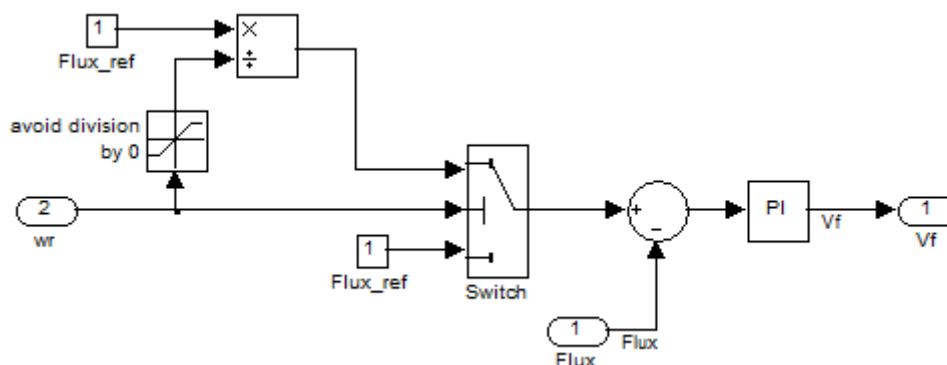 1
Flux_ref
×
÷
avoid division
by 0
2
wr
1
Flux_ref
Switch
+
−
PI
Vf
1
Vf
1
Flux
Flux